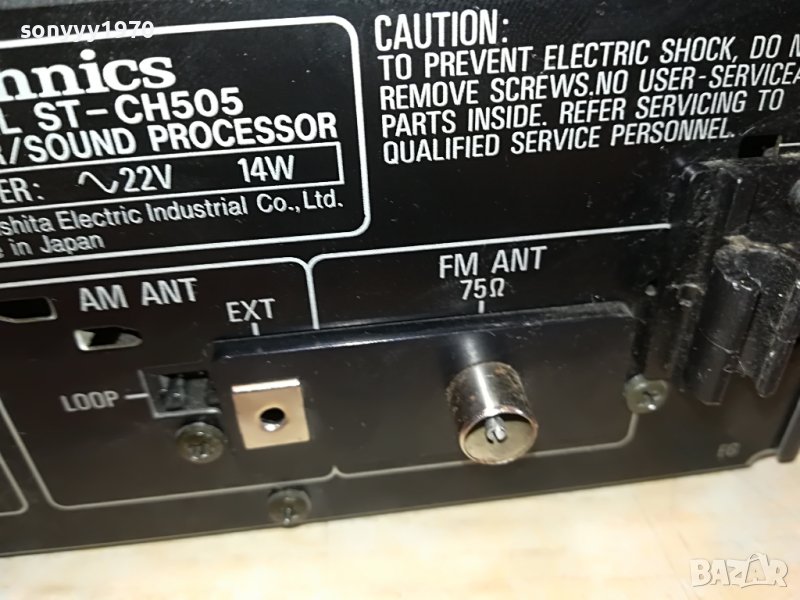 sonvvy1970
nnics
L ST-CH505
R/SOUND PROCESSOR
ER: ∿22V 14W
shita Electric Industrial Co., Ltd.
in Japan
CAUTION:
TO PREVENT ELECTRIC SHOCK, DO N
REMOVE SCREWS.NO USER-SERVICEA
PARTS INSIDE. REFER SERVICING TO
QUALIFIED SERVICE PERSONNEL.
AM ANT
EXT
LOOP
FM ANT
75Ω
BAZAR